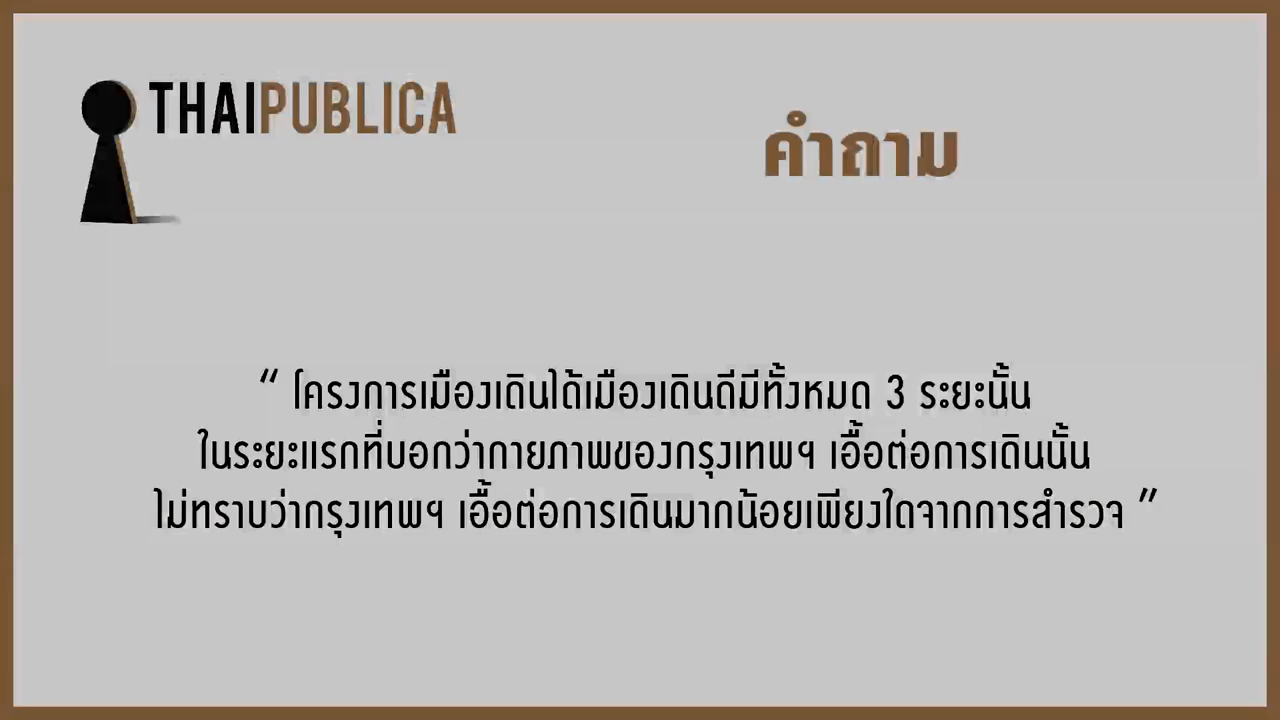 THAIPUBLICA
คำถาม
“ โครงการเมืองเดินได้เมืองเดินดีมีทั้งหมด 3 ระยะนั้น
ในระยะแรกที่บอกว่ากายภาพของกรุงเทพฯ เอื้อต่อการเดินนั้น
ไม่ทราบว่ากรุงเทพฯ เอื้อต่อการเดินมากน้อยเพียงใดจากการสำรวจ ”